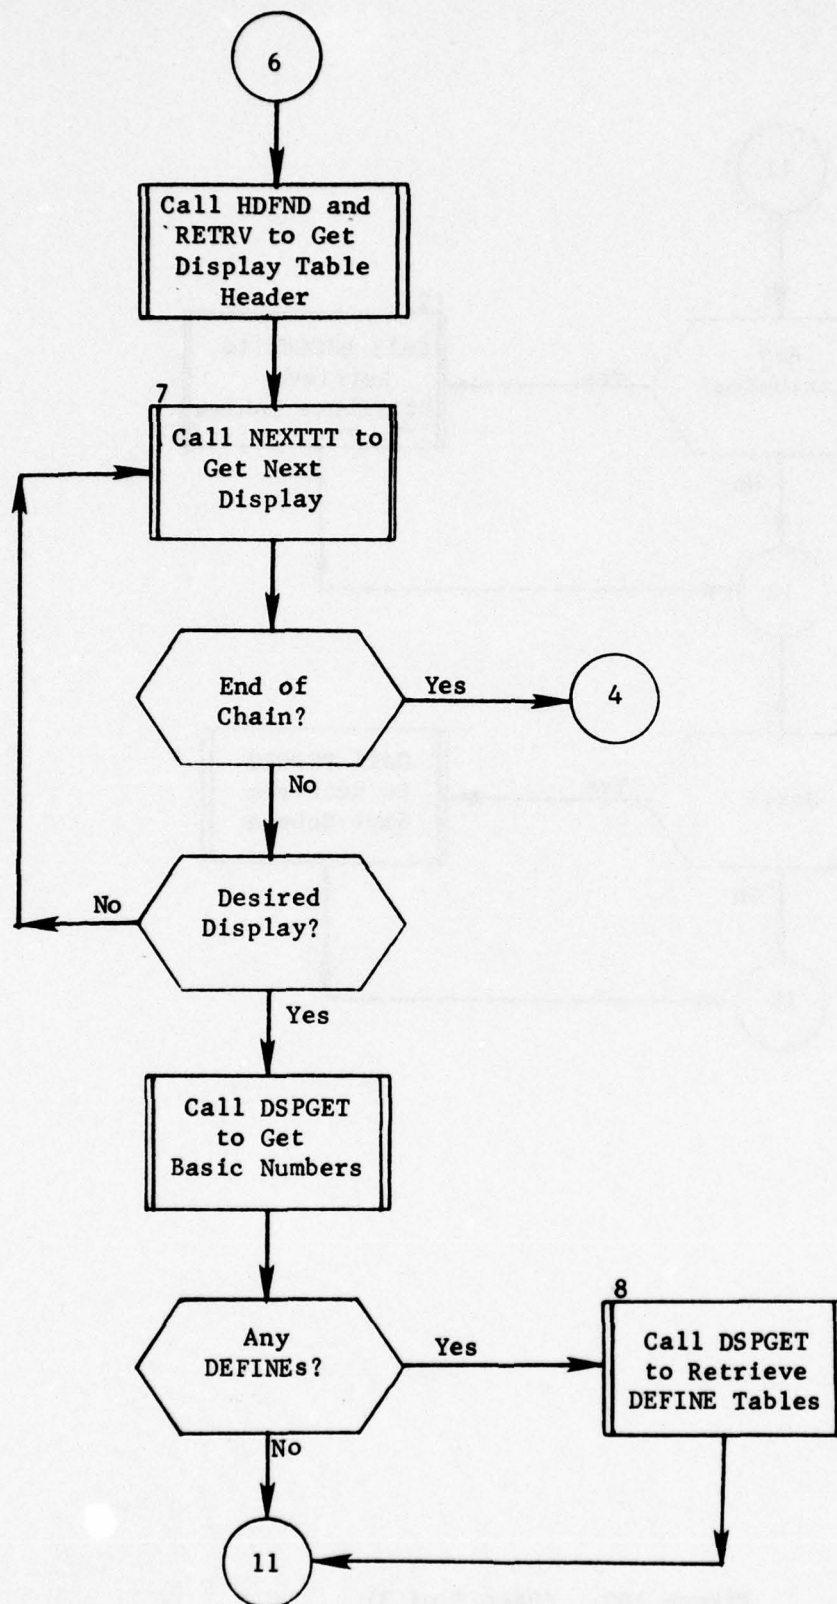 6
Call HDFND and
RETRV to Get
Display Table
Header
7
Call NEXTTT to
Get Next
Display
End of
Chain?
Yes
4
No
Desired
Display?
No
Yes
Call DSPGET
to Get
Basic Numbers
Any
DEFINEs?
Yes
8
Call DSPGET
to Retrieve
DEFINE Tables
No
11